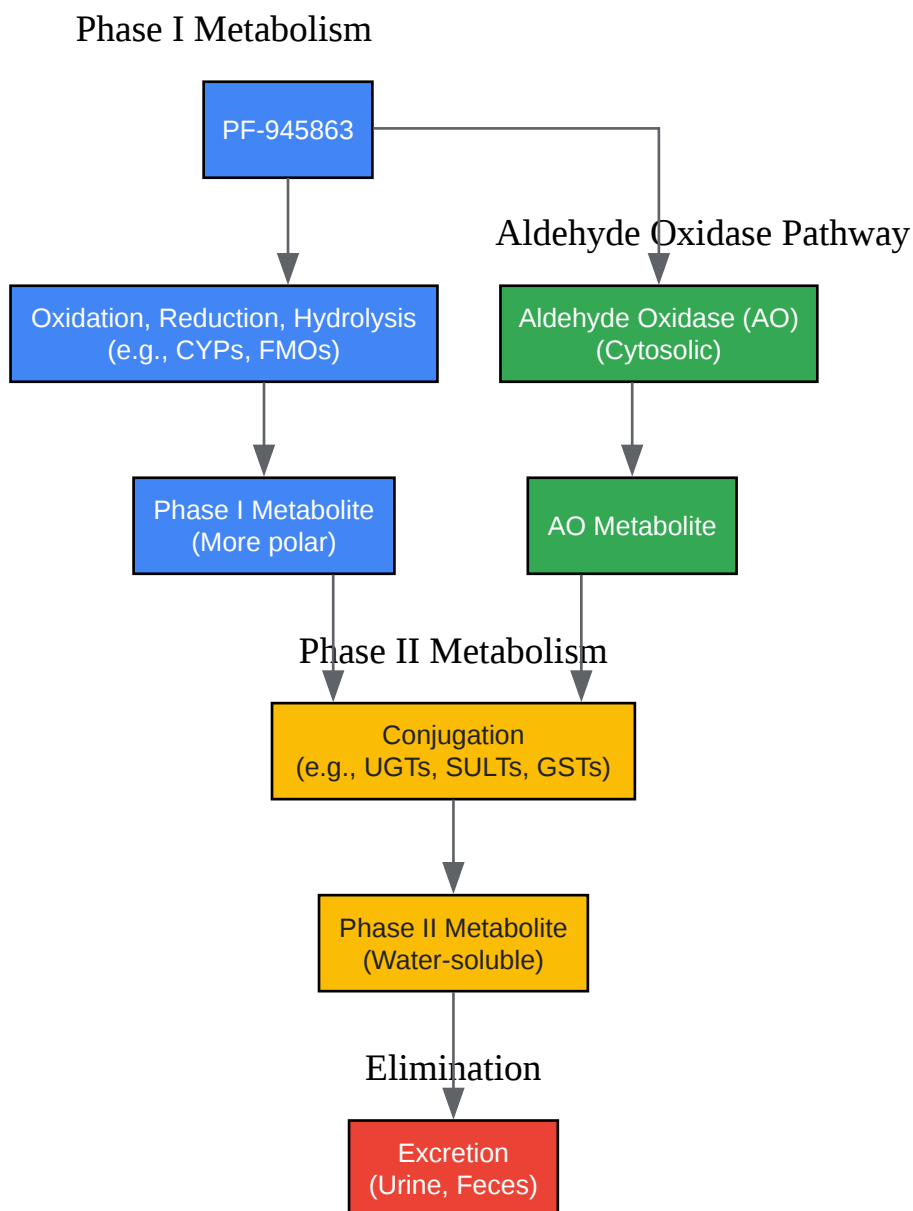 Phase I Metabolism
PF-945863
Aldehyde Oxidase Pathway
Oxidation, Reduction, Hydrolysis
(e.g., CYPs, FMOs)
Aldehyde Oxidase (AO)
(Cytosolic)
Phase I Metabolite
(More polar)
AO Metabolite
Phase II Metabolism
Conjugation
(e.g., UGTs, SULTs, GSTs)
Phase II Metabolite
(Water-soluble)
Elimination
Excretion
(Urine, Feces)